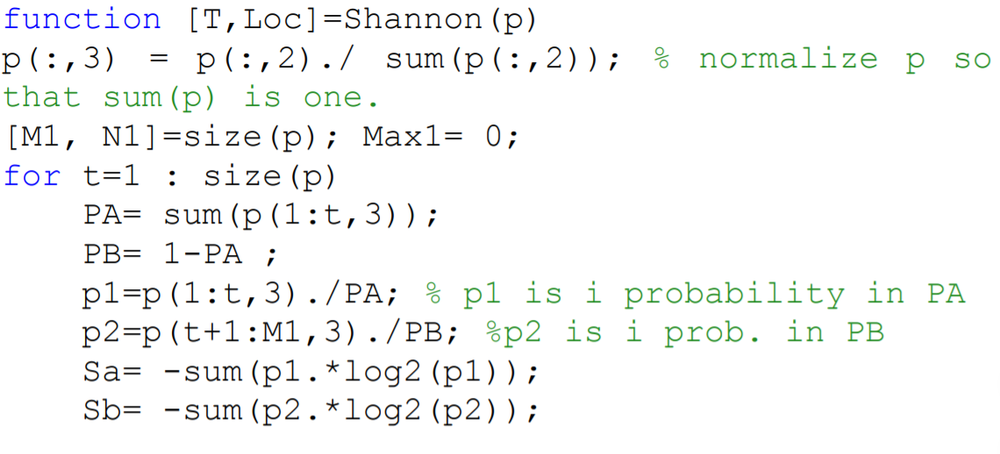 function [T,Loc]=Shannon(p)
p(:,3) = p(:,2)./ sum(p(:,2)); % normalize p so
that sum(p) is one.
[M1, N1]=size(p); Max1= 0;
for t=1 : size(p)
PA= sum(p(1:t,3));
PB= 1-PA ;
p1=p(1:t,3)./PA; % p1 is i probability in PA
p2=p(t+1:M1,3)./PB; %p2 is i prob. in PB
Sa= -sum(p1.*log2(p1));
Sb= -sum(p2.*log2(p2));